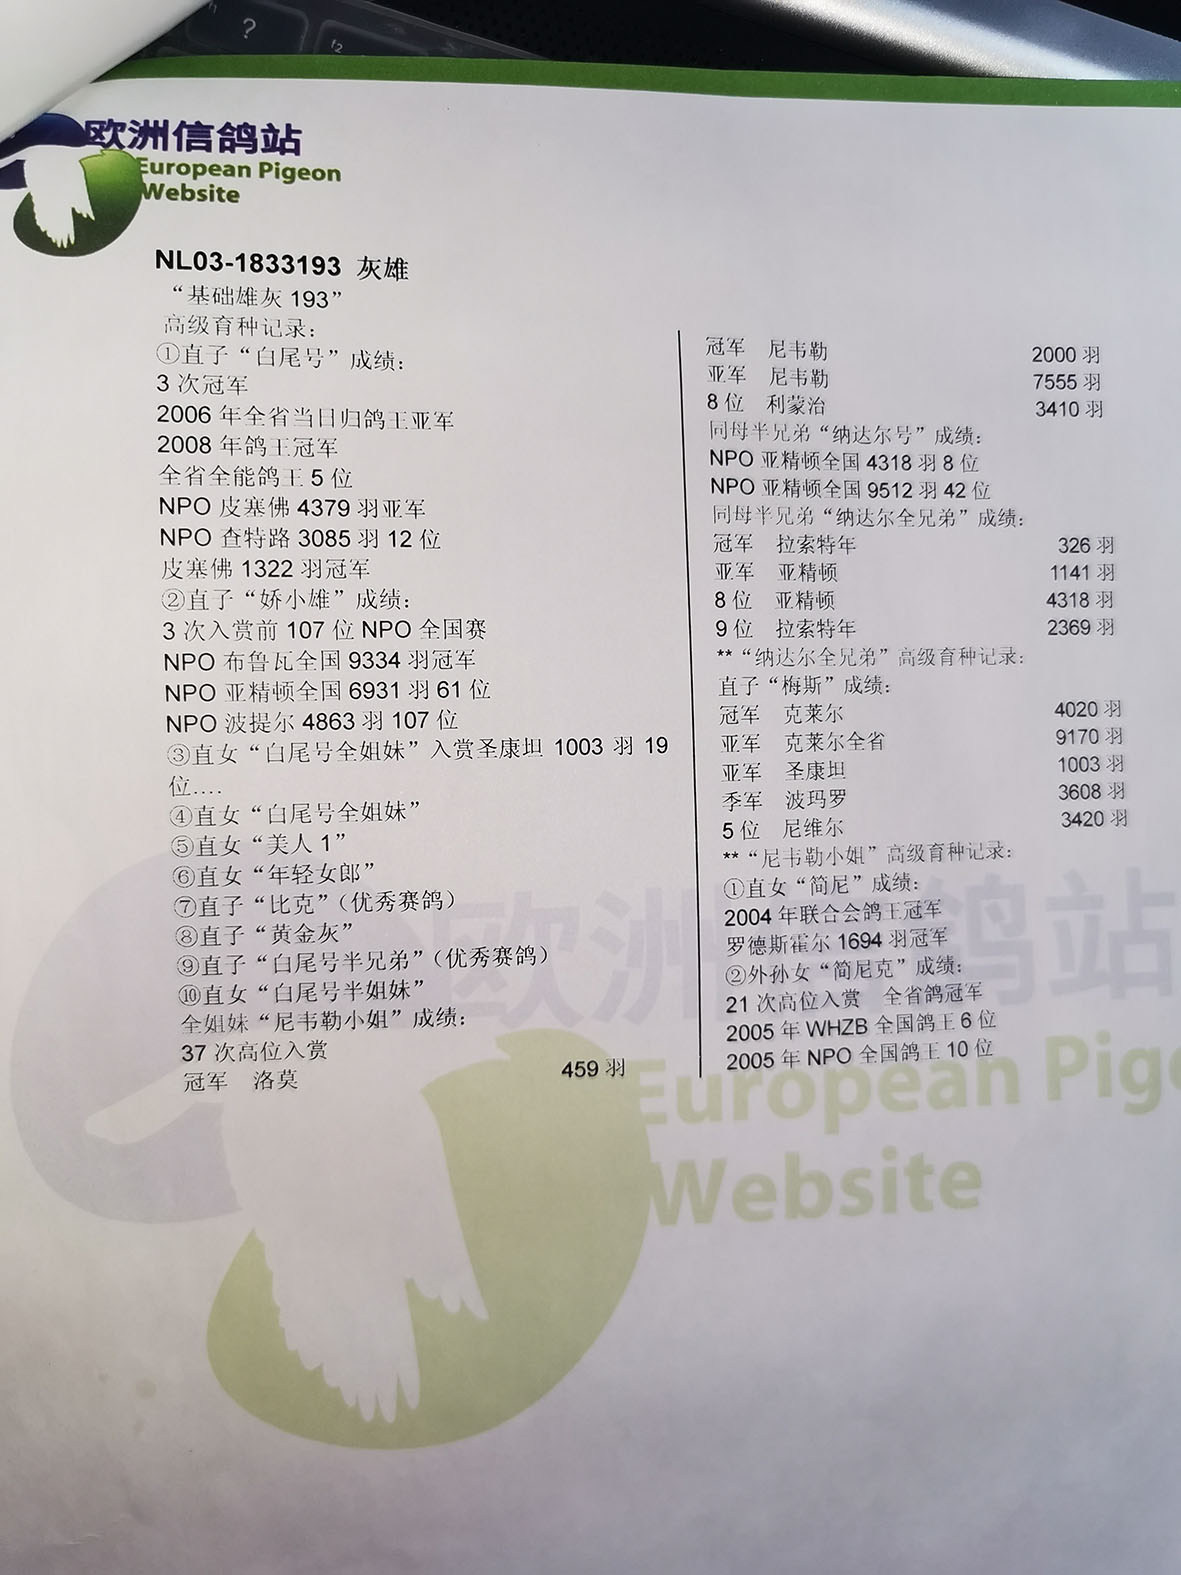 ?
f2
欧洲信鸽站
European Pigeon
Website
NL03-1833193 灰雄
“基础雄灰 193”
高级育种记录：
①直子“白尾号”成绩：
3 次冠军
2006 年全省当日归鸽王亚军
2008 年鸽王冠军
全省全能鸽王 5 位
NPO 皮塞佛 4379 羽亚军
NPO 查特路 3085 羽 12 位
皮塞佛 1322 羽冠军
②直子“娇小雄”成绩：
3 次入赏前 107 位 NPO 全国赛
NPO 布鲁瓦全国 9334 羽冠军
NPO 亚精顿全国 6931 羽 61 位
NPO 波提尔 4863 羽 107 位
③直女“白尾号全姐妹”入赏圣康坦 1003 羽 19
位....
④直女“白尾号全姐妹”
⑤直女“美人 1”
⑥直女“年轻女郎”
⑦直子“比克”（优秀赛鸽）
⑧直子“黄金灰”
⑨直子“白尾号半兄弟”（优秀赛鸽）
⑩直女“白尾号半姐妹”
全姐妹“尼韦勒小姐”成绩：
37 次高位入赏
冠军 洛莫 459 羽
冠军 尼韦勒 2000 羽
亚军 尼韦勒 7555 羽
8 位 利蒙治 3410 羽
同母半兄弟“纳达尔号”成绩：
NPO 亚精顿全国 4318 羽 8 位
NPO 亚精顿全国 9512 羽 42 位
同母半兄弟“纳达尔全兄弟”成绩：
冠军 拉索特年 326 羽
亚军 亚精顿 1141 羽
8 位 亚精顿 4318 羽
9 位 拉索特年 2369 羽
**“纳达尔全兄弟”高级育种记录：
直子“梅斯”成绩：
冠军 克莱尔 4020 羽
亚军 克莱尔全省 9170 羽
亚军 圣康坦 1003 羽
季军 波玛罗 3608 羽
5 位 尼维尔 3420 羽
**“尼韦勒小姐”高级育种记录：
①直女“简尼”成绩：
2004 年联合会鸽王冠军
罗德斯霍尔 1694 羽冠军
②外孙女“简尼克”成绩：
21 次高位入赏 全省鸽冠军
2005 年 WHZB 全国鸽王 6 位
2005 年 NPO 全国鸽王 10 位
欧洲信鸽站
European Pige
Website